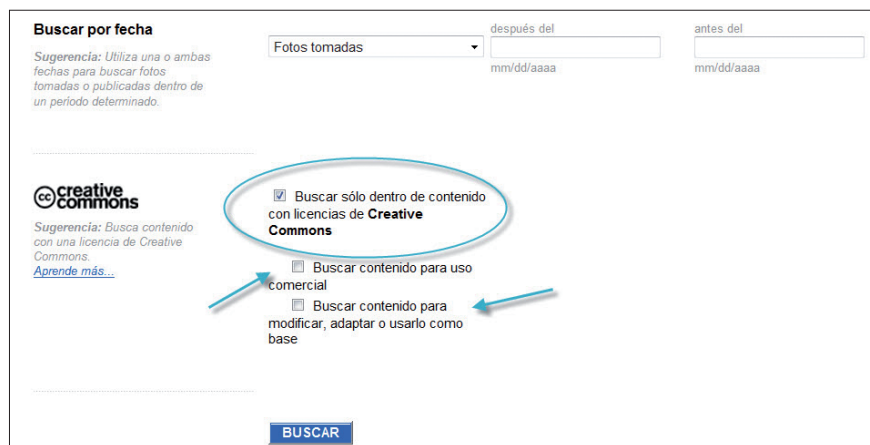 Buscar por fecha
Sugerencia: Utiliza una o ambas
fechas para buscar fotos
tomadas o publicadas dentro de
un período determinado.
Fotos tomadas
después del
mm/dd/aaaa
antes del
mm/dd/aaaa
cc creative
commons
Sugerencia: Busca contenido
con una licencia de Creative
Commons.
Aprende más...
Buscar sólo dentro de contenido
con licencias de Creative
Commons
Buscar contenido para uso
comercial
Buscar contenido para
modificar, adaptar o usarlo como
base
BUSCAR